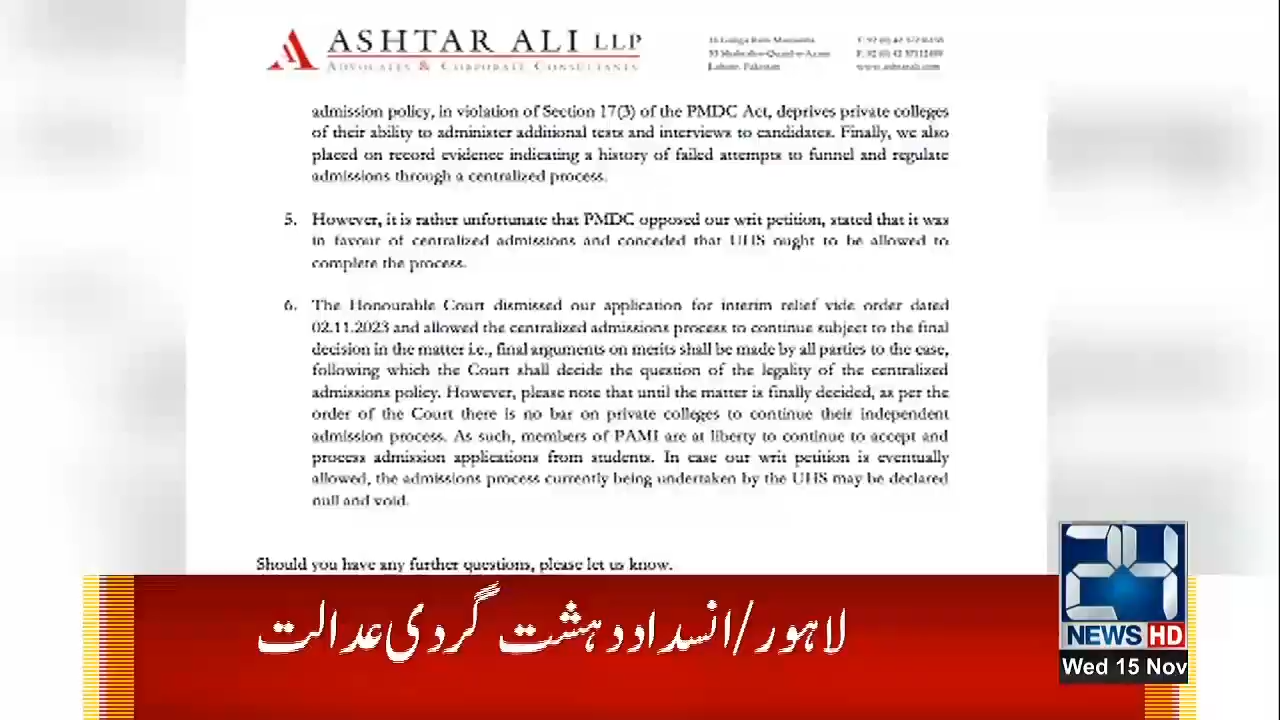 ASHTAR ALI LLP
ADVOCATES & CORPORATE CONSULTANTS
Lahore, Pakistan
www.ashtarali.com
admission policy, in violation of Section 17(3) of the PMDC Act, deprives private colleges
of their ability to administer additional tests and interviews to candidates. Finally, we also
placed on record evidence indicating a history of failed attempts to funnel and regulate
admissions through a centralized process.
5. However, it is rather unfortunate that PMDC opposed our writ petition, stated that it was
in favour of centralized admissions and conceded that UHS ought to be allowed to
complete the process.
6. The Honourable Court dismissed our application for interim relief vide order dated
02.11.2023 and allowed the centralized admissions process to continue subject to the final
decision in the matter i.e., final arguments on merits shall be made by all parties to the case,
following which the Court shall decide the question of the legality of the centralized
admissions policy. However, please note that until the matter is finally decided, as per the
order of the Court there is no bar on private colleges to continue their independent
admission process. As such, members of PAMI are at liberty to continue to accept and
process admission applications from students. In case our writ petition is eventually
allowed, the admissions process currently being undertaken by the UHS may be declared
null and void.
Should you have any further questions, please let us know.
لاہور/انسداد دہشت گردی عدالت
24
NEWS HD
Wed 15 Nov